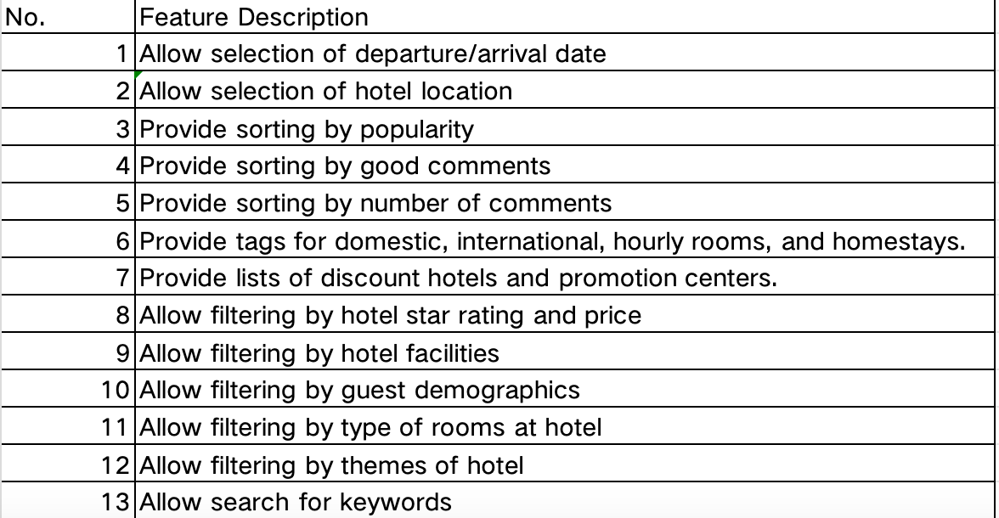 No. Feature Description
1 Allow selection of departure/arrival date
2 Allow selection of hotel location
3 Provide sorting by popularity
4 Provide sorting by good comments
5 Provide sorting by number of comments
6 Provide tags for domestic, international, hourly rooms, and homestays.
7 Provide lists of discount hotels and promotion centers.
8 Allow filtering by hotel star rating and price
9 Allow filtering by hotel facilities
10 Allow filtering by guest demographics
11 Allow filtering by type of rooms at hotel
12 Allow filtering by themes of hotel
13 Allow search for keywords